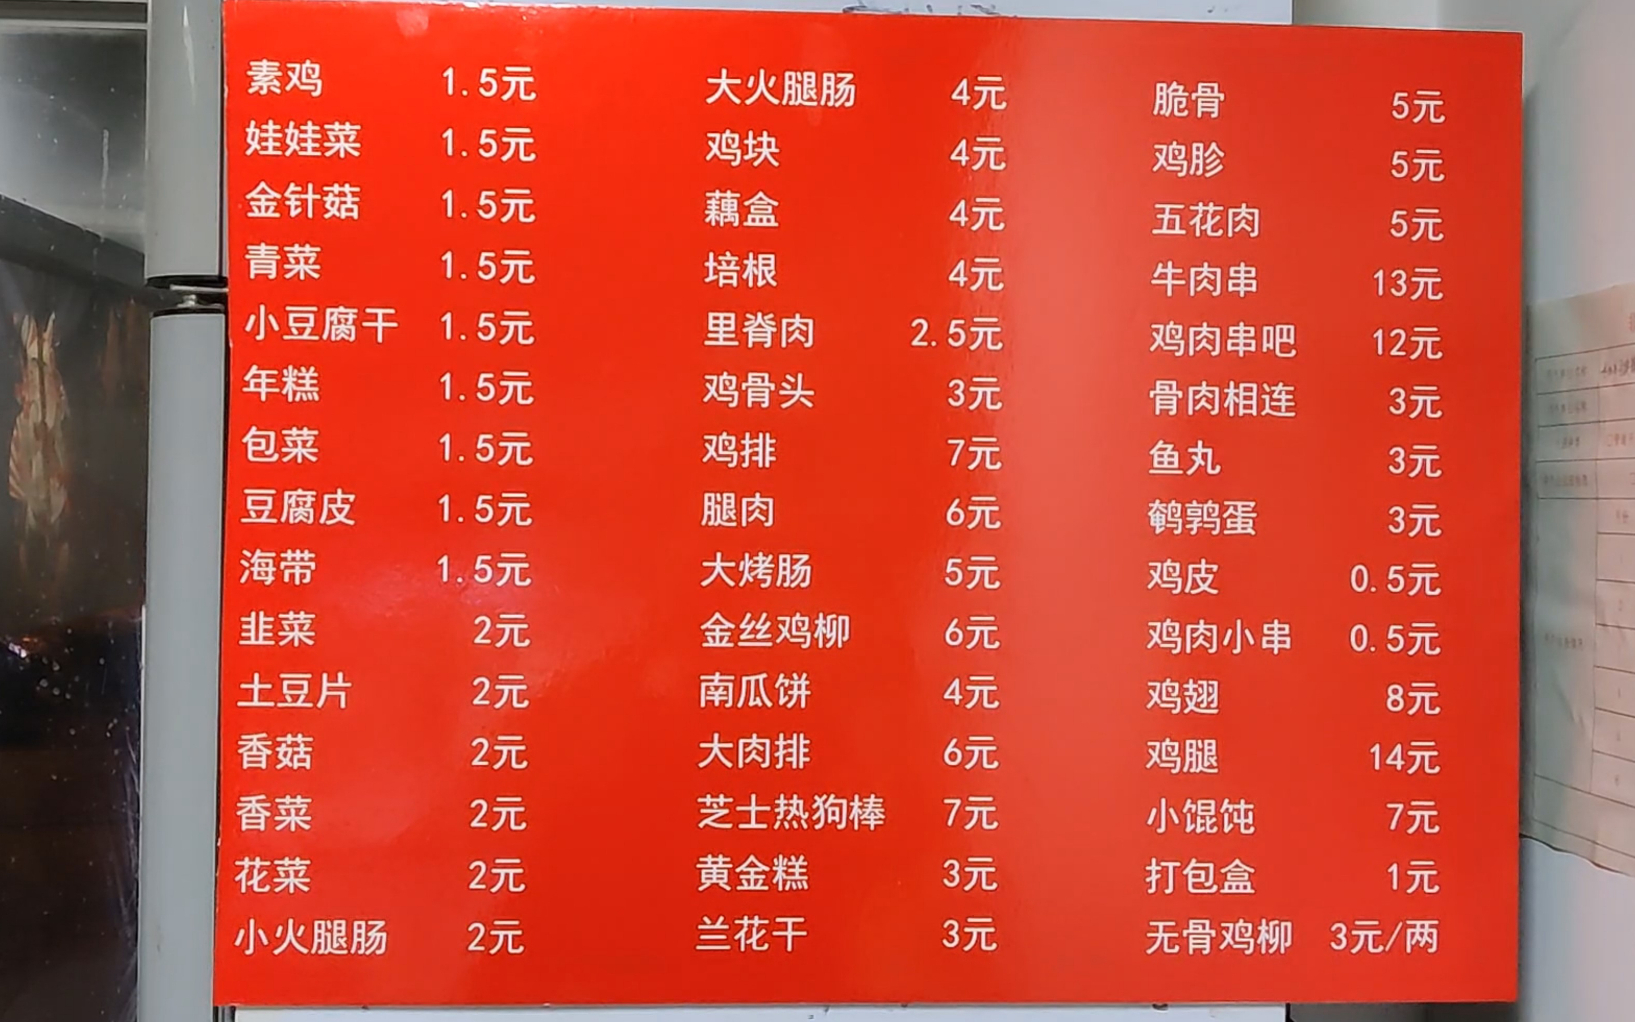 素鸡 1.5元
娃娃菜 1.5元
金针菇 1.5元
青菜 1.5元
小豆腐干 1.5元
年糕 1.5元
包菜 1.5元
豆腐皮 1.5元
海带 1.5元
韭菜 2元
土豆片 2元
香菇 2元
香菜 2元
花菜 2元
小火腿肠 2元
大火腿肠 4元
鸡块 4元
藕盒 4元
培根 4元
里脊肉 2.5元
鸡骨头 3元
鸡排 7元
腿肉 6元
大烤肠 5元
金丝鸡柳 6元
南瓜饼 4元
大肉排 6元
芝士热狗棒 7元
黄金糕 3元
兰花干 3元
脆骨 5元
鸡胗 5元
五花肉 5元
牛肉串 13元
鸡肉串吧 12元
骨肉相连 3元
鱼丸 3元
鹌鹑蛋 3元
鸡皮 0.5元
鸡肉小串 0.5元
鸡翅 8元
鸡腿 14元
小馄饨 7元
打包盒 1元
无骨鸡柳 3元/两